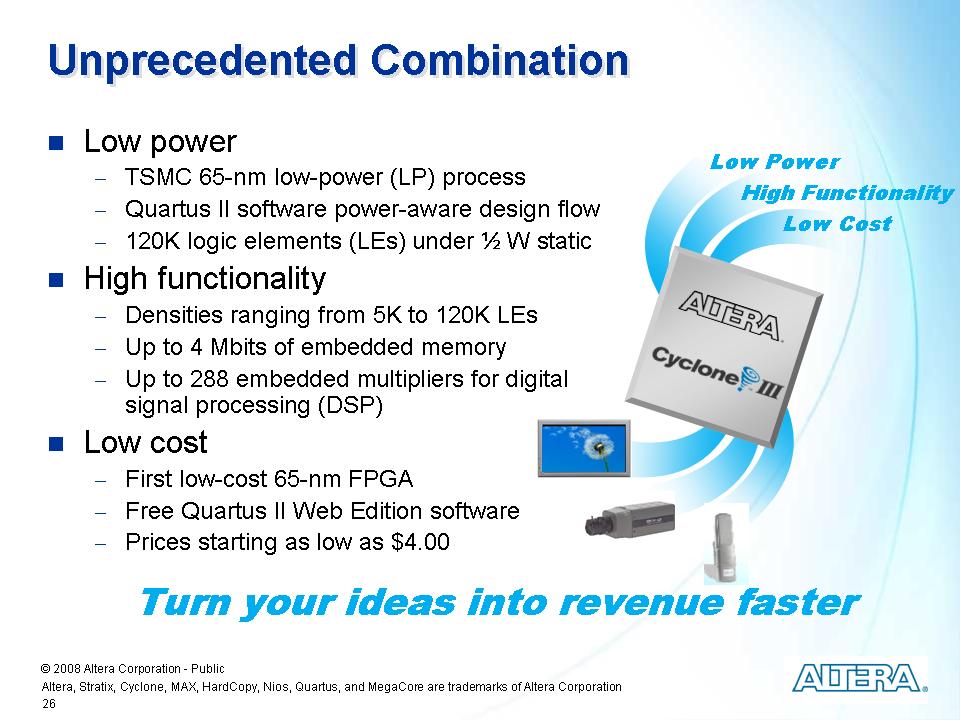 Unprecedented Combination
Low power
– TSMC 65-nm low-power (LP) process
– Quartus II software power-aware design flow
– 120K logic elements (LEs) under ½ W static
High functionality
– Densities ranging from 5K to 120K LEs
– Up to 4 Mbits of embedded memory
– Up to 288 embedded multipliers for digital
signal processing (DSP)
Low cost
– First low-cost 65-nm FPGA
– Free Quartus II Web Edition software
– Prices starting as low as $4.00
Low Power
High Functionality
Low Cost
ALTERA®
Cyclone III
Turn your ideas into revenue faster
© 2008 Altera Corporation - Public
Altera, Stratix, Cyclone, MAX, HardCopy, Nios, Quartus, and MegaCore are trademarks of Altera Corporation
26
ALTERA®